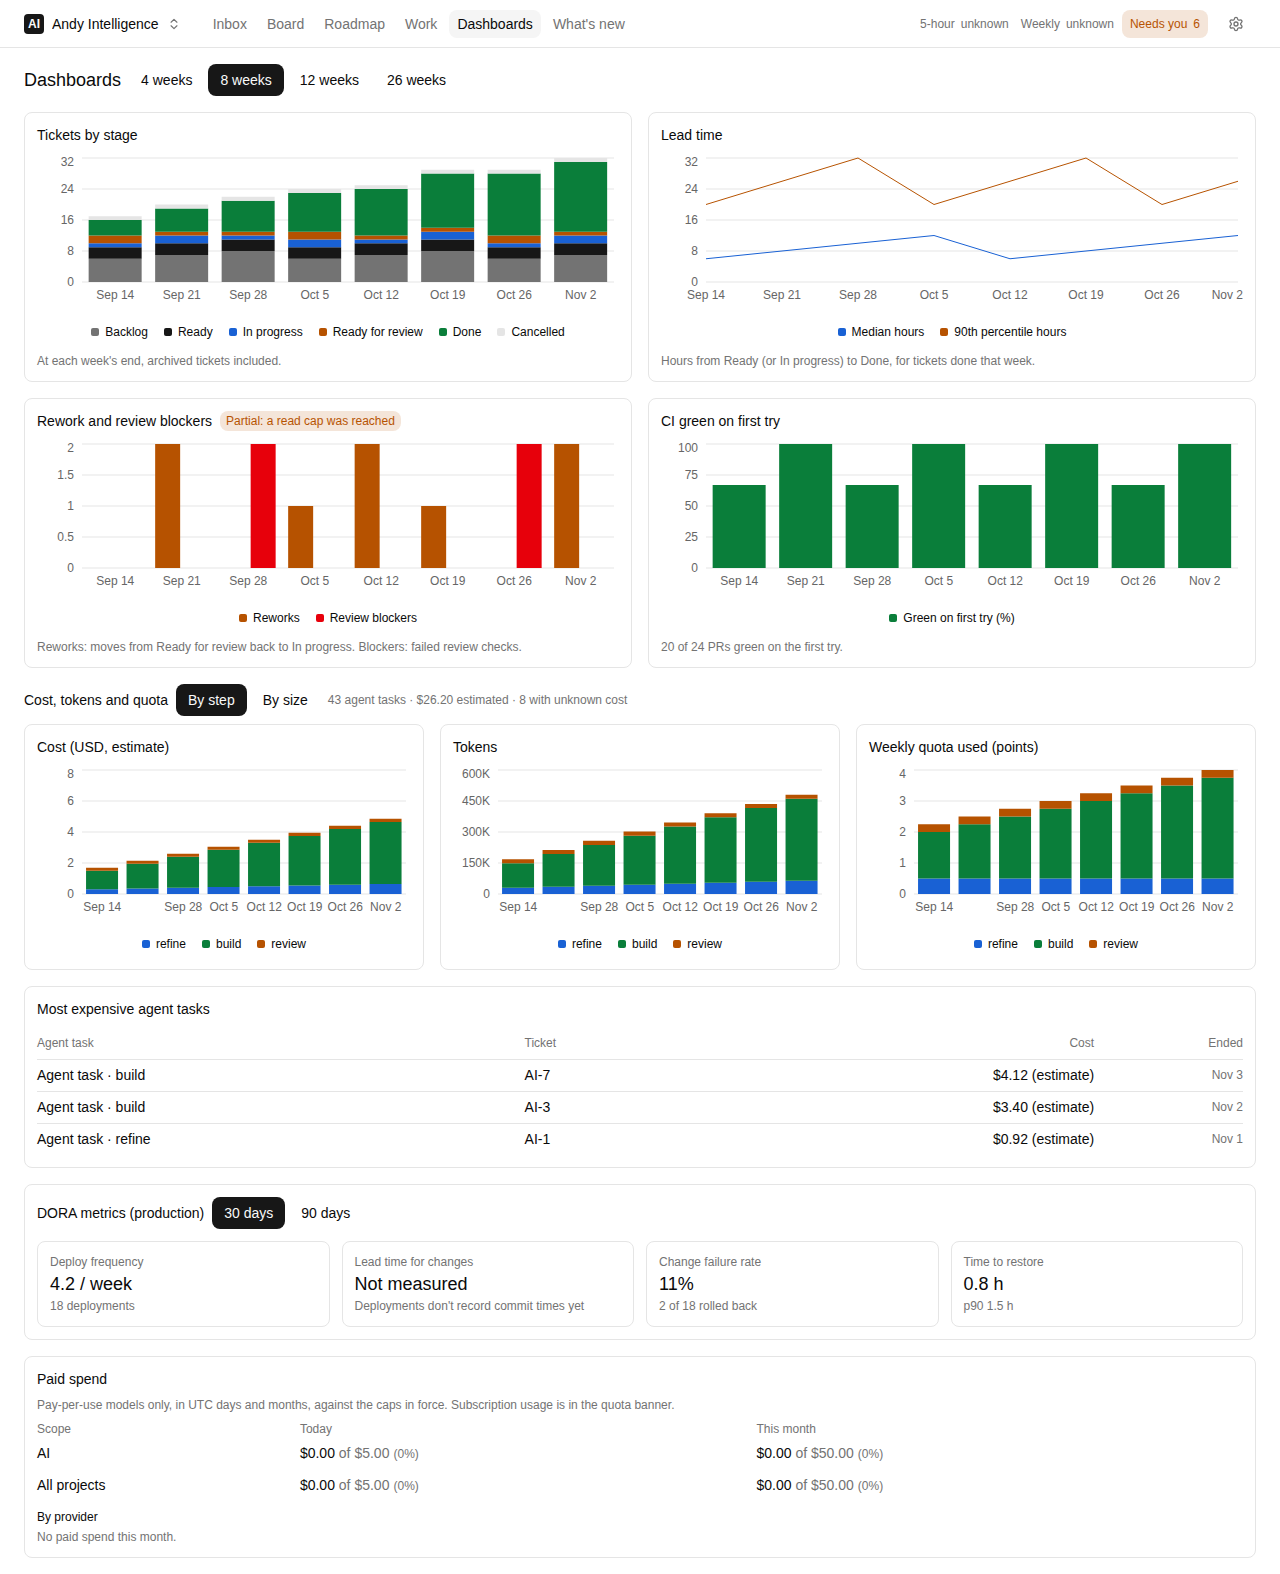 AI Andy Intelligence Inbox Board Roadmap Work Dashboards What's new 5-hour unknown Weekly unknown Needs you 6
Dashboards 4 weeks 8 weeks 12 weeks 26 weeks
Tickets by stage
32
24
16
8
0
Sep 14 Sep 21 Sep 28 Oct 5 Oct 12 Oct 19 Oct 26 Nov 2
Backlog Ready In progress Ready for review Done Cancelled
At each week's end, archived tickets included.
Lead time
32
24
16
8
0
Sep 14 Sep 21 Sep 28 Oct 5 Oct 12 Oct 19 Oct 26 Nov 2
Median hours 90th percentile hours
Hours from Ready (or In progress) to Done, for tickets done that week.
Rework and review blockers Partial: a read cap was reached
2
1.5
1
0.5
0
Sep 14 Sep 21 Sep 28 Oct 5 Oct 12 Oct 19 Oct 26 Nov 2
Reworks Review blockers
Reworks: moves from Ready for review back to In progress. Blockers: failed review checks.
CI green on first try
100
75
50
25
0
Sep 14 Sep 21 Sep 28 Oct 5 Oct 12 Oct 19 Oct 26 Nov 2
Green on first try (%)
20 of 24 PRs green on the first try.
Cost, tokens and quota By step By size 43 agent tasks · $26.20 estimated · 8 with unknown cost
Cost (USD, estimate)
8
6
4
2
0
Sep 14 Sep 28 Oct 5 Oct 12 Oct 19 Oct 26 Nov 2
refine build review
Tokens
600K
450K
300K
150K
0
Sep 14 Sep 28 Oct 5 Oct 12 Oct 19 Oct 26 Nov 2
refine build review
Weekly quota used (points)
4
3
2
1
0
Sep 14 Sep 28 Oct 5 Oct 12 Oct 19 Oct 26 Nov 2
refine build review
Most expensive agent tasks
Agent task Ticket Cost Ended
Agent task · build AI-7 $4.12 (estimate) Nov 3
Agent task · build AI-3 $3.40 (estimate) Nov 2
Agent task · refine AI-1 $0.92 (estimate) Nov 1
DORA metrics (production) 30 days 90 days
Deploy frequency
4.2 / week
18 deployments
Lead time for changes
Not measured
Deployments don't record commit times yet
Change failure rate
11%
2 of 18 rolled back
Time to restore
0.8 h
p90 1.5 h
Paid spend
Pay-per-use models only, in UTC days and months, against the caps in force. Subscription usage is in the quota banner.
Scope Today This month
AI $0.00 of $5.00 (0%) $0.00 of $50.00 (0%)
All projects $0.00 of $5.00 (0%) $0.00 of $50.00 (0%)
By provider
No paid spend this month.